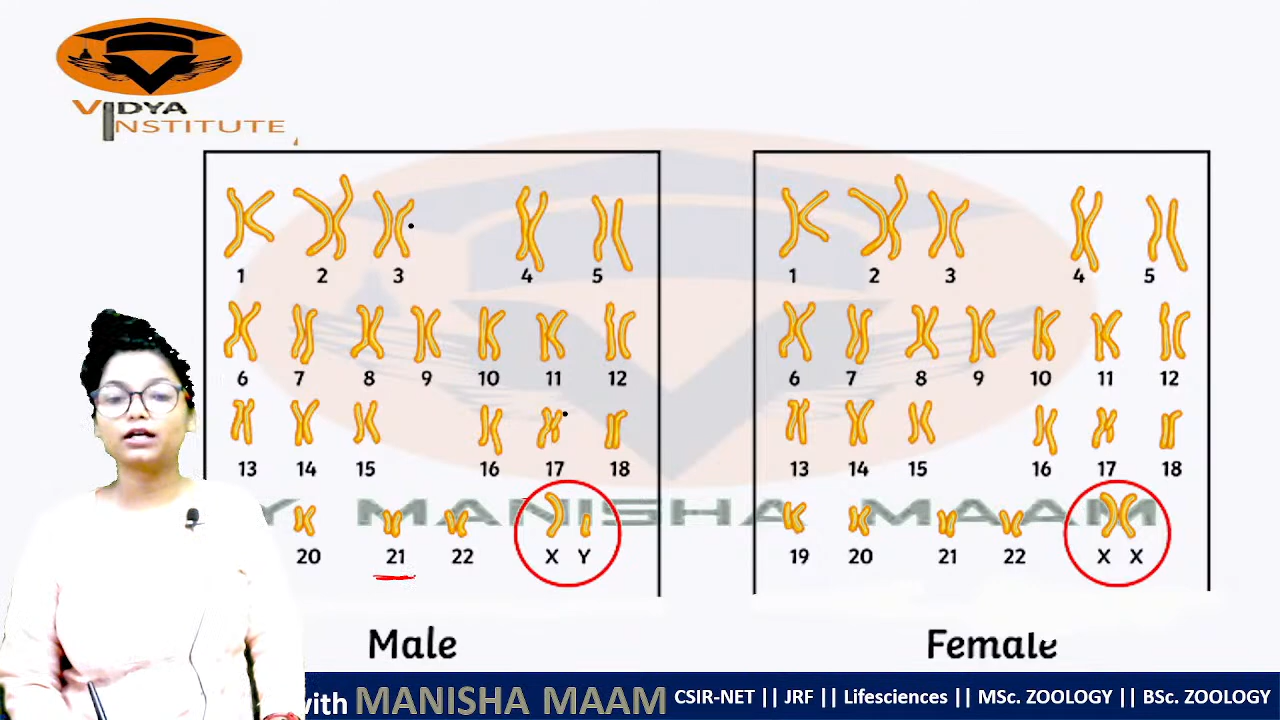 VIDYA
INSTITUTE
1 2 3 4 5
1 2 3 4 5
6 7 8 9 10 11 12
6 7 8 9 10 11 12
13 14 15 16 17 18
13 14 15 16 17 18
Y MANISHA MAAM
20 21 22 X Y
19 20 21 22 X X
Male
Female
with MANISHA MAAM CSIR-NET || JRF || Lifesciences || MSc. ZOOLOGY || BSc. ZOOLOGY